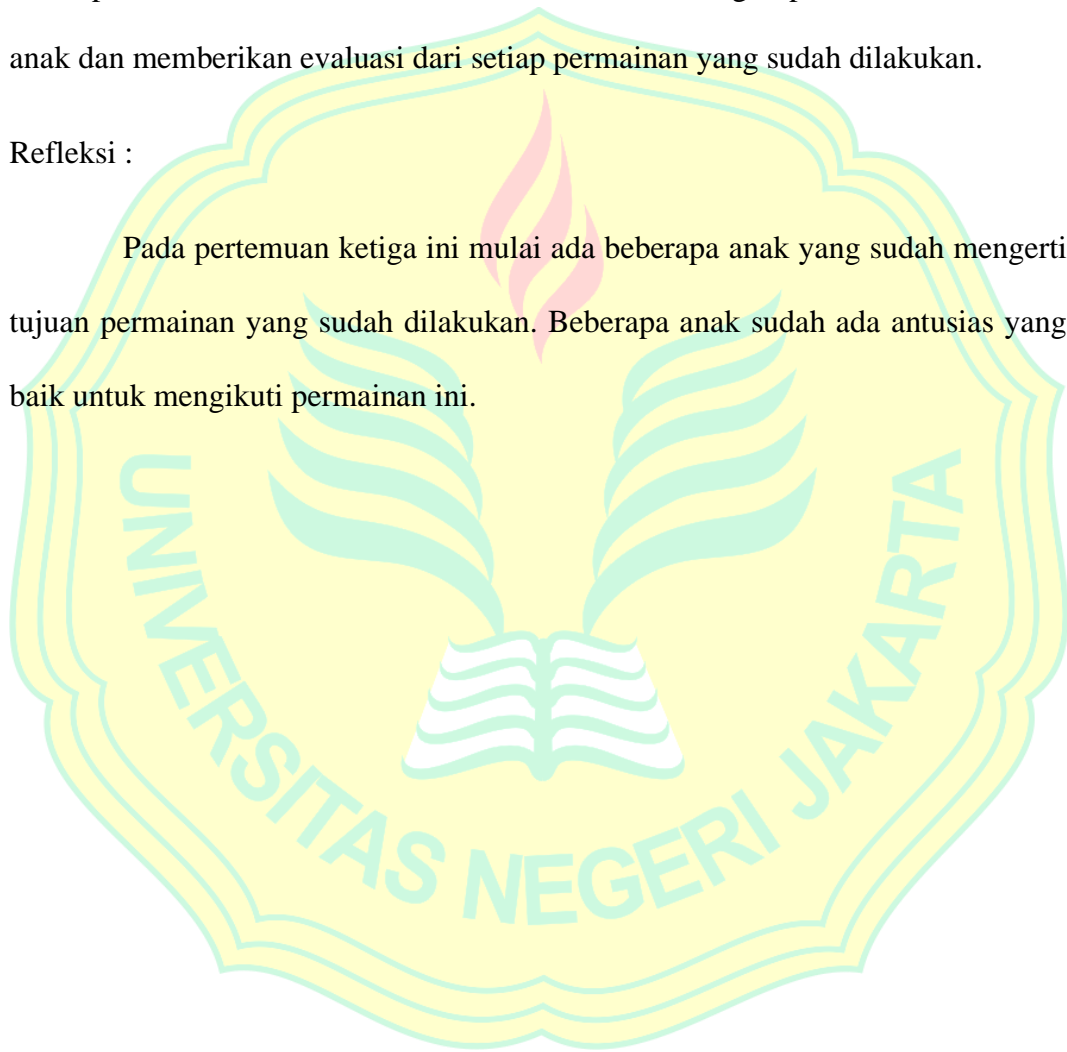 anak dan memberikan evaluasi dari setiap permainan yang sudah dilakukan.
Refleksi :
Pada pertemuan ketiga ini mulai ada beberapa anak yang sudah mengerti
tujuan permainan yang sudah dilakukan. Beberapa anak sudah ada antusias yang
baik untuk mengikuti permainan ini.
UNIVERSITAS NEGERI JAKARTA